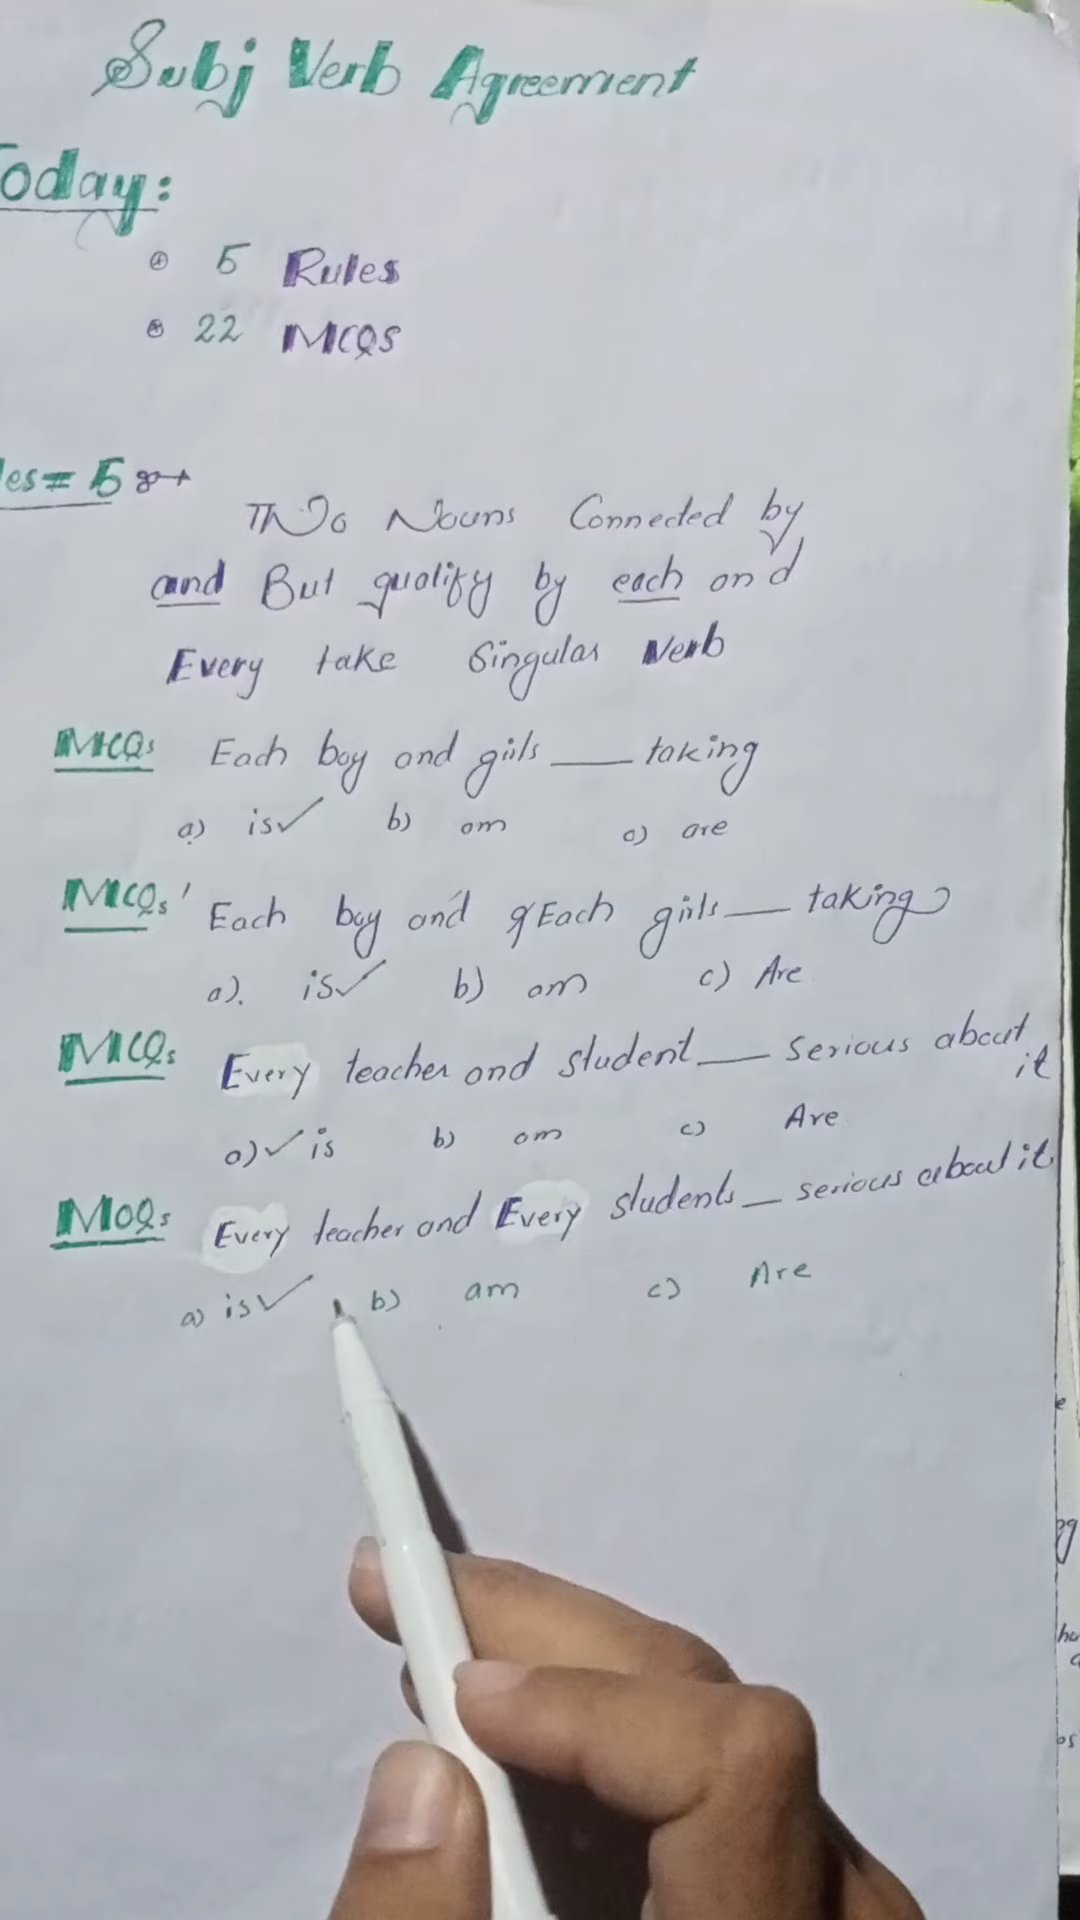 Subj Verb Agreement
Today:
5 Rules
22 MCQS
les = 5
Two Nouns Connected by
and But qualify by each and
Every take Singular Verb
MCQs Each boy and girls ___ taking
a) is✓ b) am c) are
MCQs' Each boy and Each girls ___ taking
a). is✓ b) am c) Are
MCQs Every teacher and student ___ serious about
it
a)✓ is b) am c) Are
MCQs Every teacher and Every students _ serious about it
a) is✓ b) am c) Are